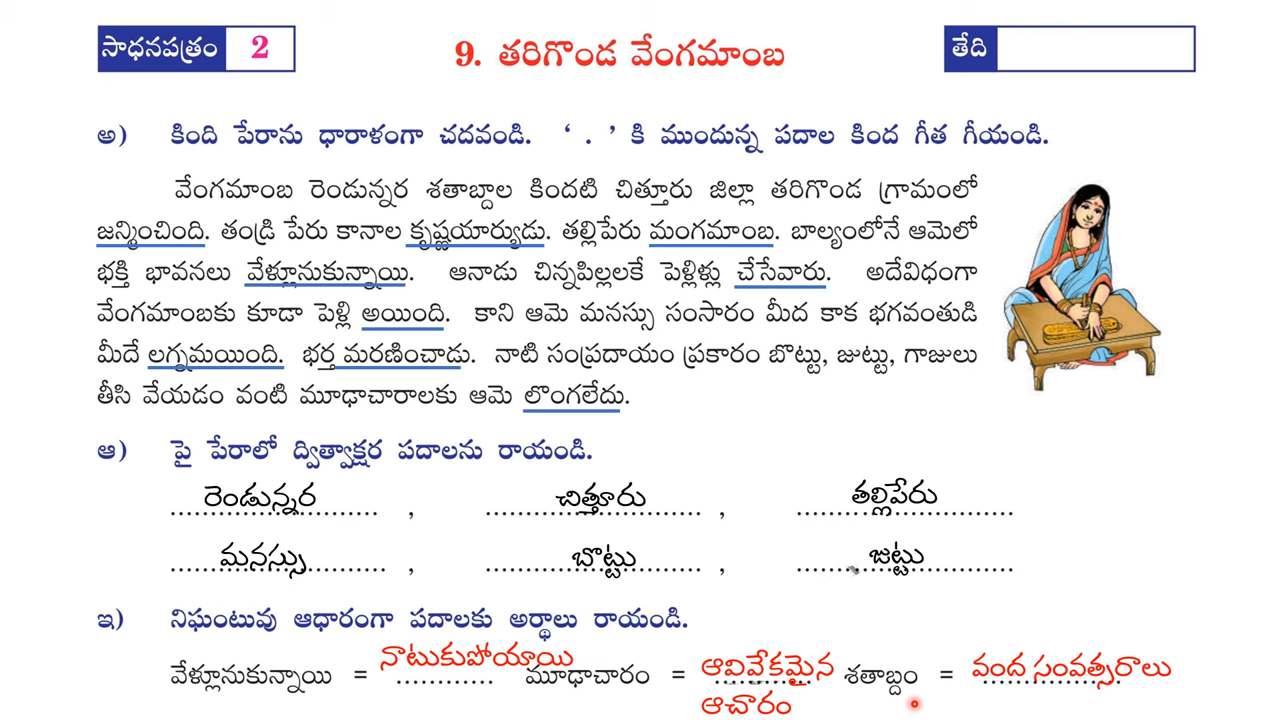 సాధనపత్రం 2 9. తరిగొండ వేంగమాంబ తేది
అ) కింది పేరాను ధారాళంగా చదవండి. ‘ . ’ కి ముందున్న పదాల కింద గీత గీయండి.
వేంగమాంబ రెండున్నర శతాబ్దాల కిందటి చిత్తూరు జిల్లా తరిగొండ గ్రామంలో
జన్మించింది. తండ్రి పేరు కానాల కృష్ణయార్యుడు. తల్లిపేరు మంగమాంబ. బాల్యంలోనే ఆమెలో
భక్తి భావనలు వేళ్లూనుకున్నాయి. ఆనాడు చిన్నపిల్లలకే పెళ్లిళ్లు చేసేవారు. అదేవిధంగా
వేంగమాంబకు కూడా పెళ్లి అయింది. కాని ఆమె మనస్సు సంసారం మీద కాక భగవంతుడి
మీదే లగ్నమయింది. భర్త మరణించాడు. నాటి సంప్రదాయం ప్రకారం బొట్టు, జుట్టు, గాజులు
తీసి వేయడం వంటి మూఢాచారాలకు ఆమె లొంగలేదు.
ఆ) పై పేరాలో ద్విత్వాక్షర పదాలను రాయండి.
రెండున్నర , చిత్తూరు , తల్లిపేరు
మనస్సు , బొట్టు , జుట్టు
ఇ) నిఘంటువు ఆధారంగా పదాలకు అర్థాలు రాయండి.
వేళ్లూనుకున్నాయి = నాటుకుపోయాయి మూఢాచారం = ఆవివేకమైన శతాబ్దం = వంద సంవత్సరాలు
ఆచారం